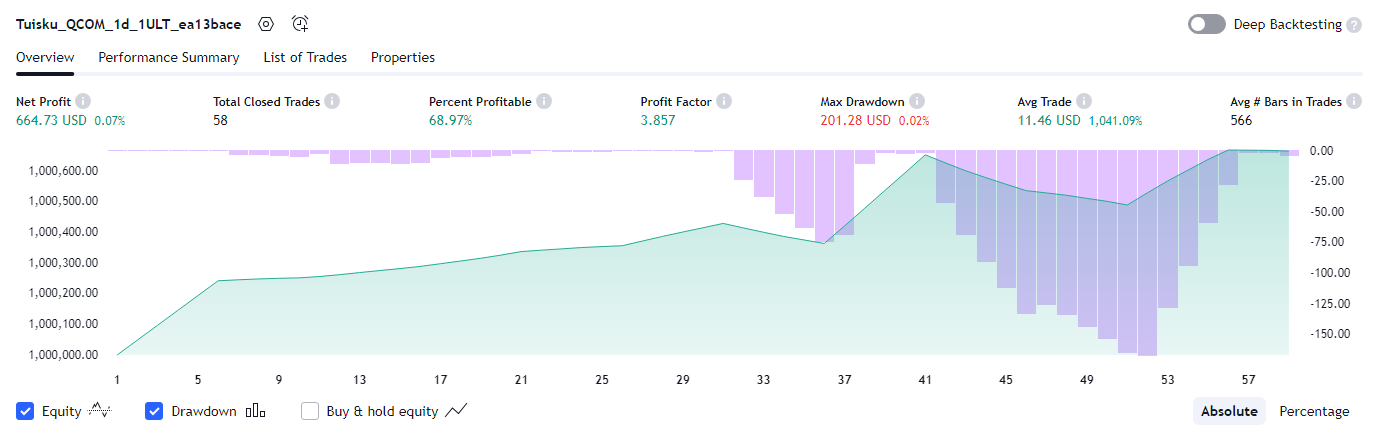 Tuisku_QCOM_1d_1ULT_ea13bace Deep Backtesting ?
Overview Performance Summary List of Trades Properties
Net Profit i Total Closed Trades i Percent Profitable i Profit Factor i Max Drawdown i Avg Trade i Avg # Bars in Trades i
664.73 USD 0.07% 58 68.97% 3.857 201.28 USD 0.02% 11.46 USD 1,041.09% 566
0.00
1,000,600.00
-25.00
1,000,500.00
-50.00
1,000,400.00
-75.00
1,000,300.00
-100.00
1,000,200.00
-125.00
1,000,100.00
-150.00
1,000,000.00
1 5 9 13 17 21 25 29 33 37 41 45 49 53 57
Equity Drawdown Buy & hold equity Absolute Percentage